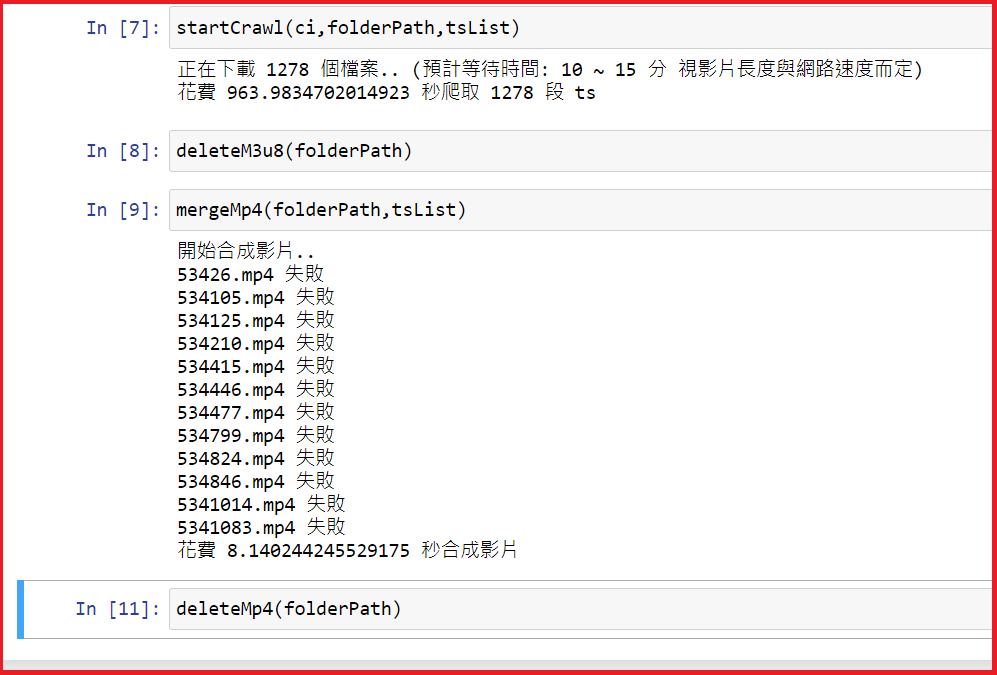 In [7]: startCrawl(ci,folderPath,tsList)
正在下載 1278 個檔案.. (預計等待時間: 10 ~ 15 分 視影片長度與網路速度而定)
花費 963.9834702014923 秒爬取 1278 段 ts
In [8]: deleteM3u8(folderPath)
In [9]: mergeMp4(folderPath,tsList)
開始合成影片..
53426.mp4 失敗
534105.mp4 失敗
534125.mp4 失敗
534210.mp4 失敗
534415.mp4 失敗
534446.mp4 失敗
534477.mp4 失敗
534799.mp4 失敗
534824.mp4 失敗
534846.mp4 失敗
5341014.mp4 失敗
5341083.mp4 失敗
花費 8.140244245529175 秒合成影片
In [11]: deleteMp4(folderPath)